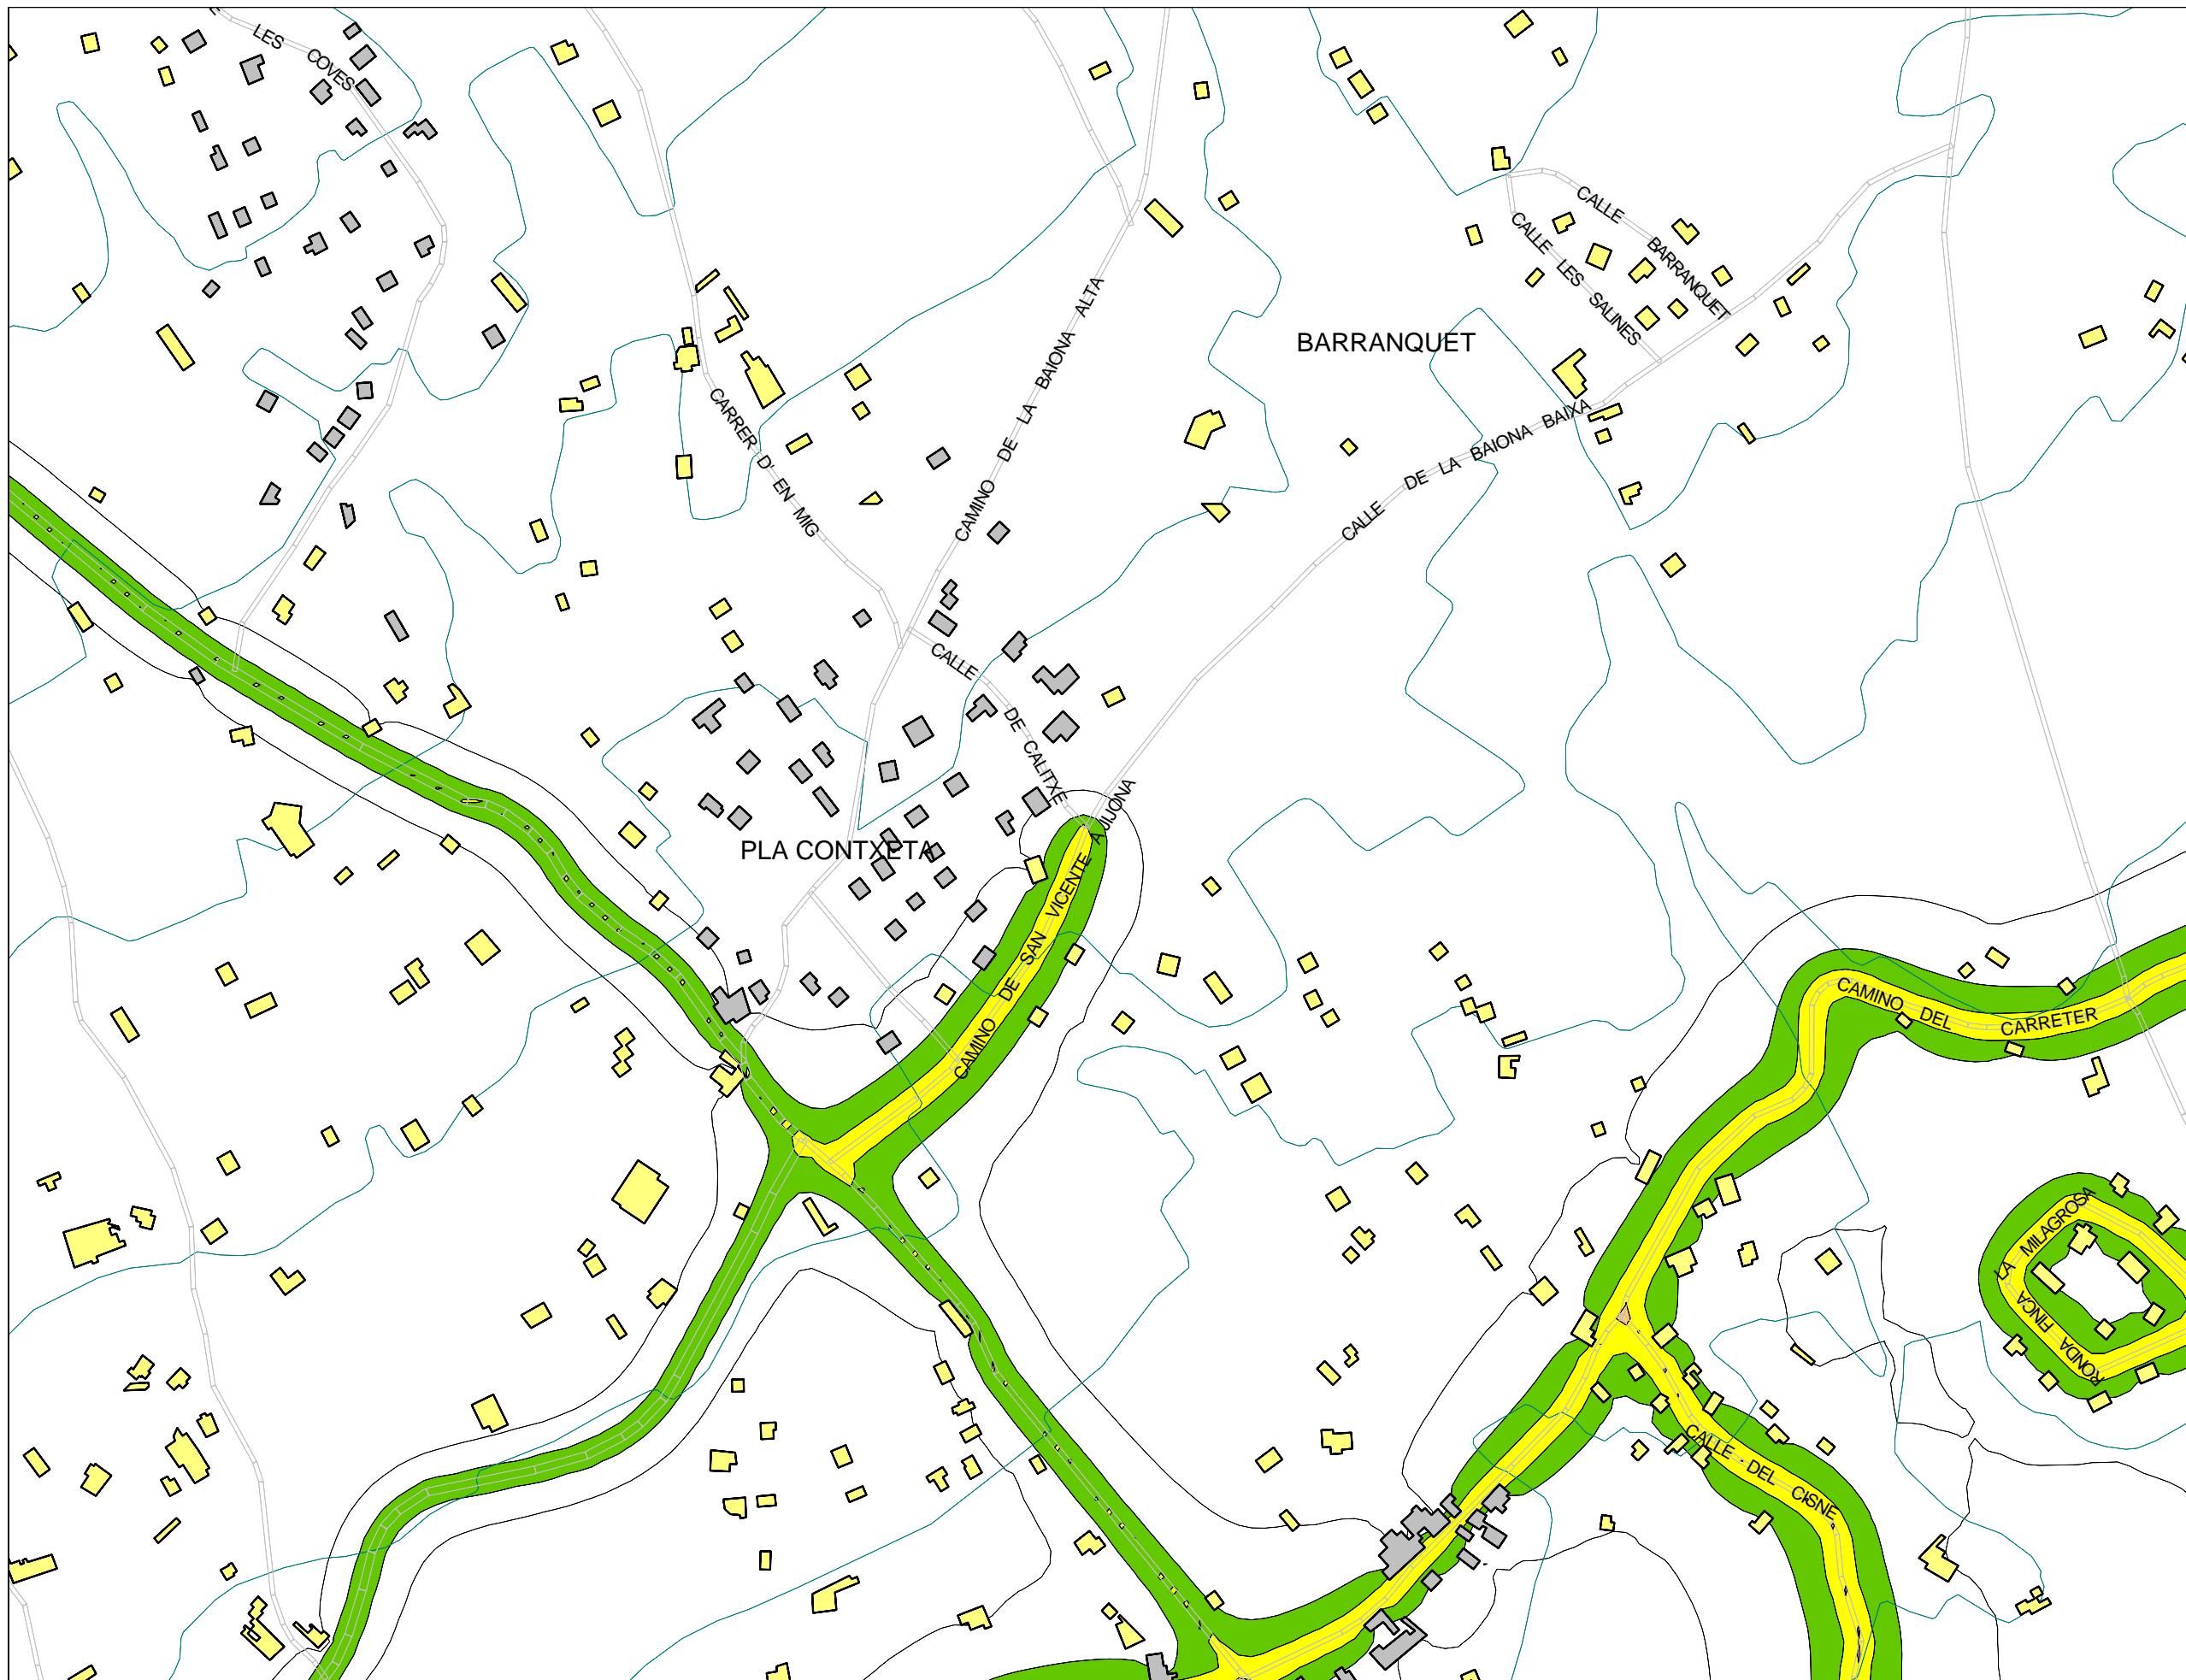 LES COVES
CALLE BARRANQUET
CALLE LES SALINES
BARRANQUET
CAMINO DE LA BAIONA ALTA
CARRER D' EN MIG
CALLE DE LA BAIONA BAIXA
CALLE DE CALITXE
PLA CONTXETA
CAMINO DE SAN VICENTE A JIJONA
CAMINO DEL CARRETER
RONDA FINCA LA MILAGROSA
CALLE DEL CISNE